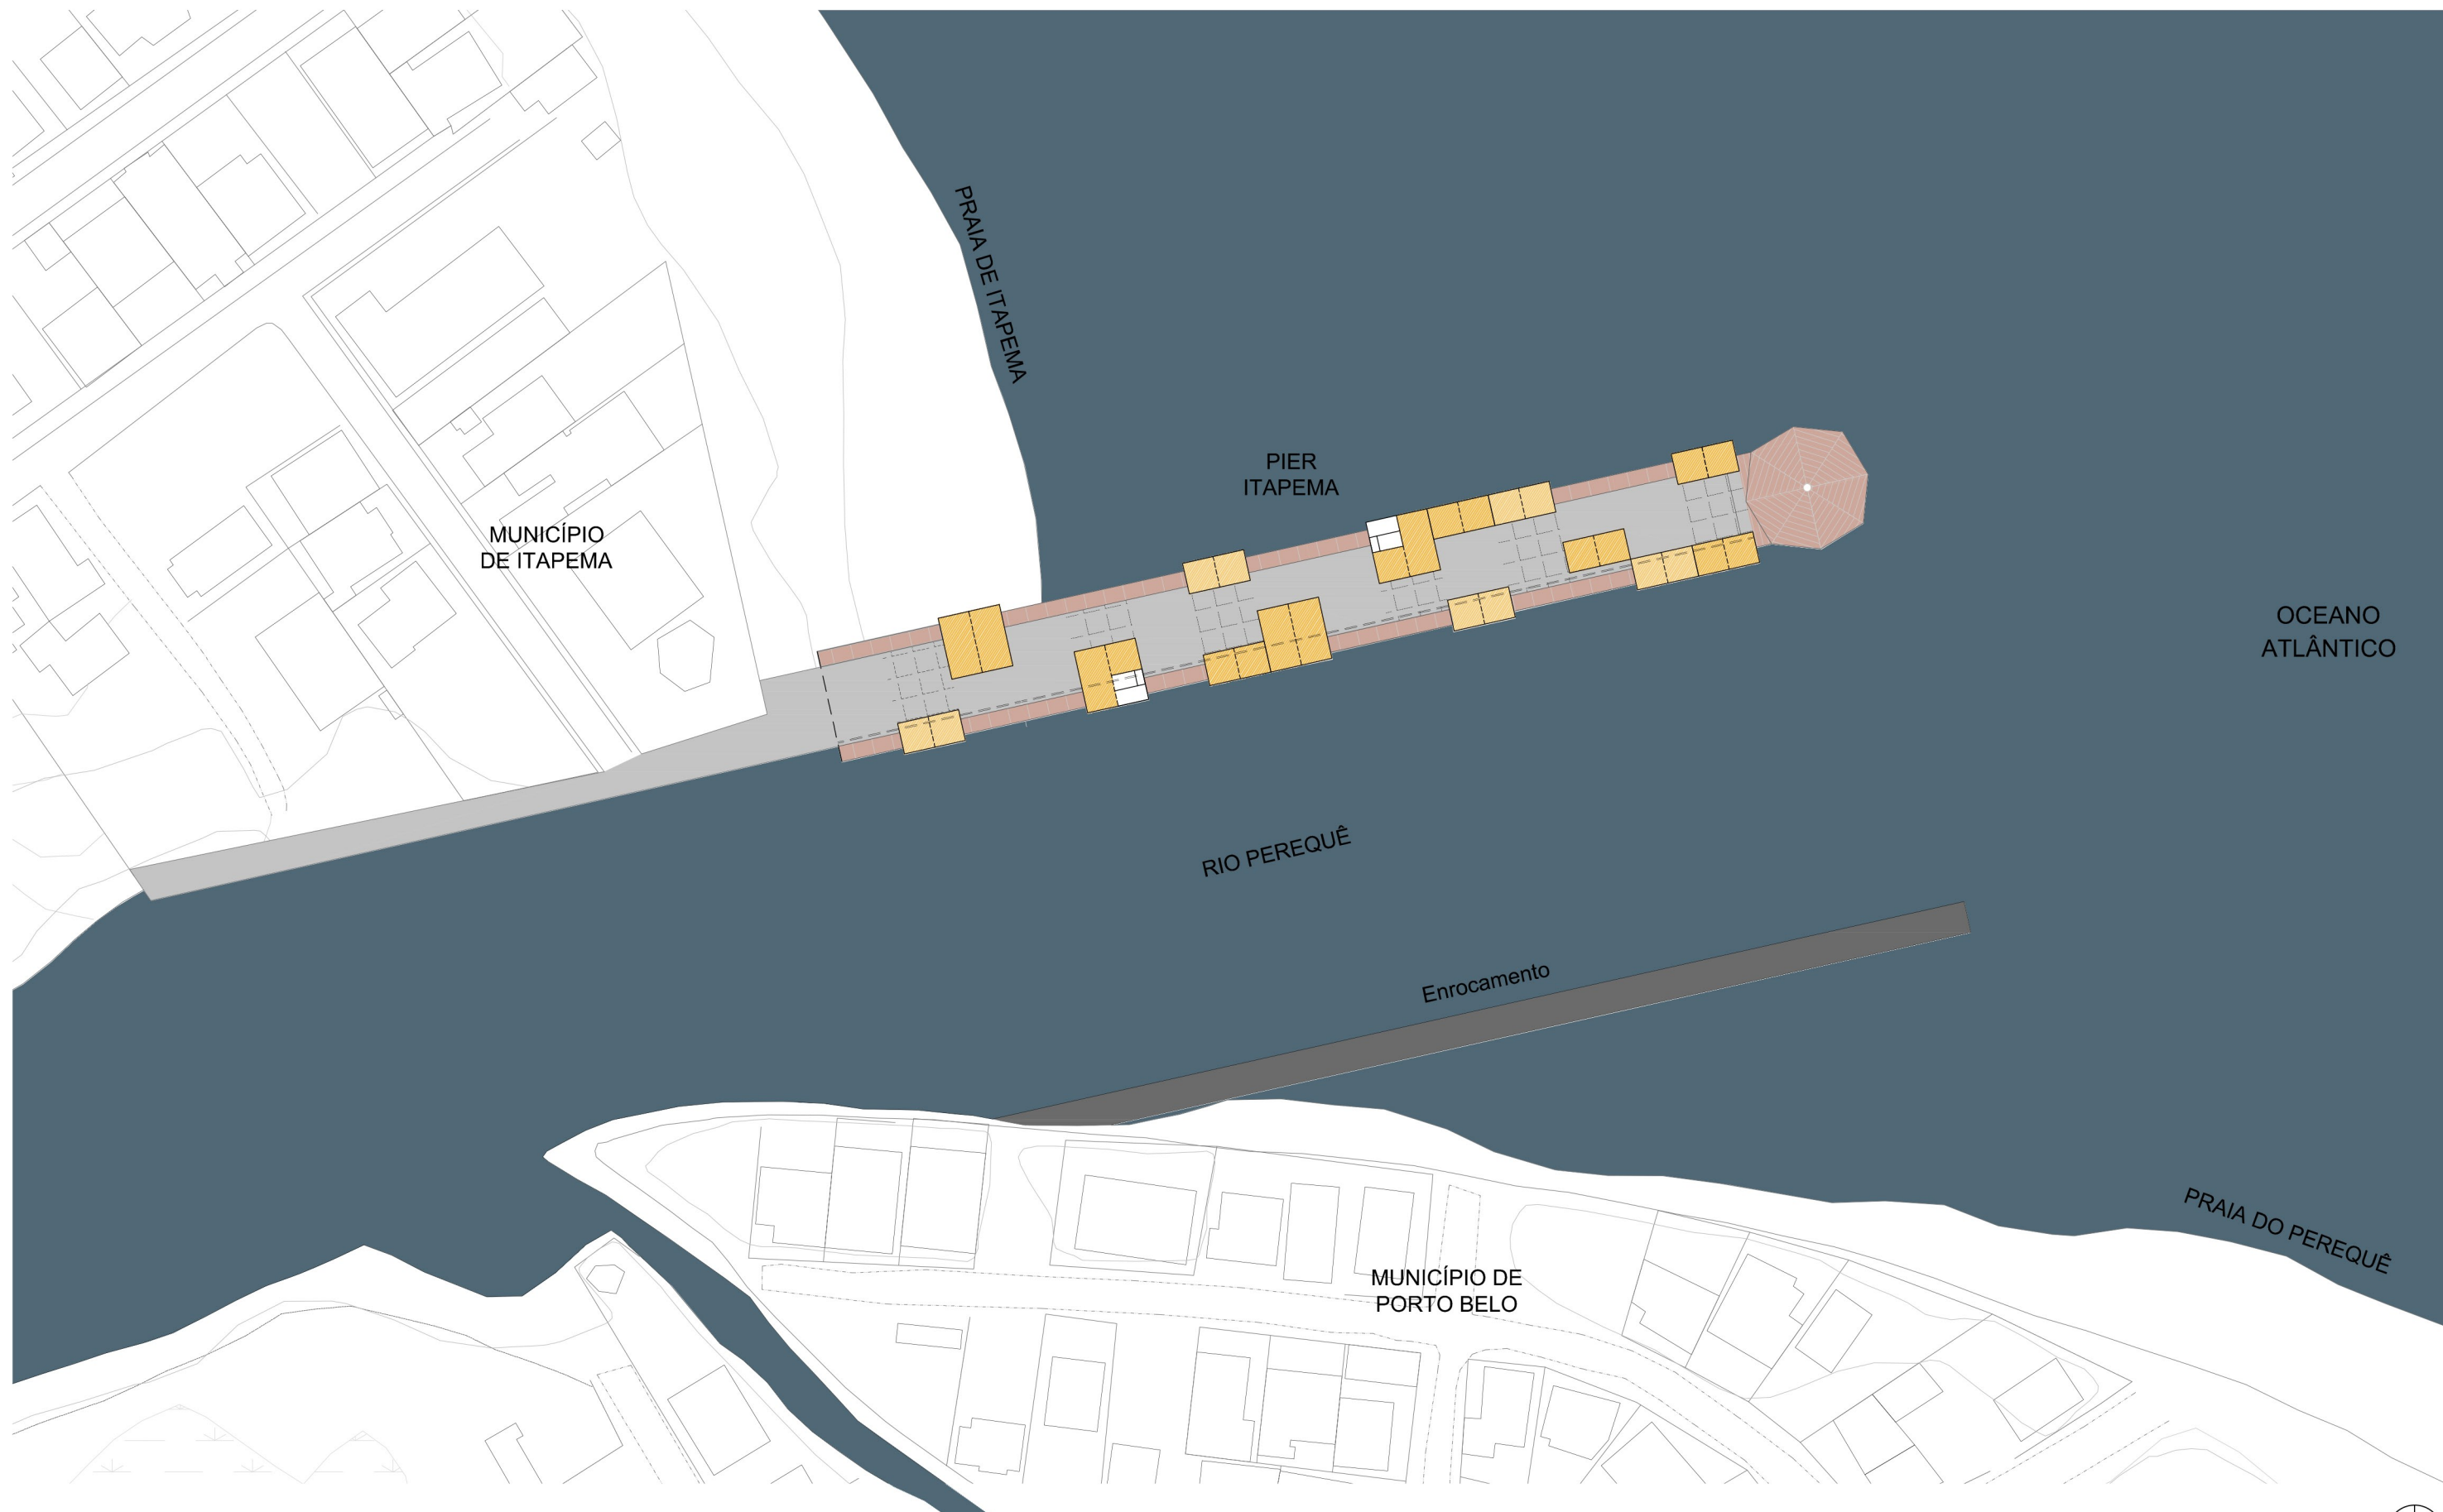 PRAIA DE ITAPEMA
PIER
ITAPEMA
MUNICÍPIO
DE ITAPEMA
OCEANO
ATLÂNTICO
RIO PEREQUÊ
Enrocamento
PRAIA DO PEREQUÊ
MUNICÍPIO DE
PORTO BELO